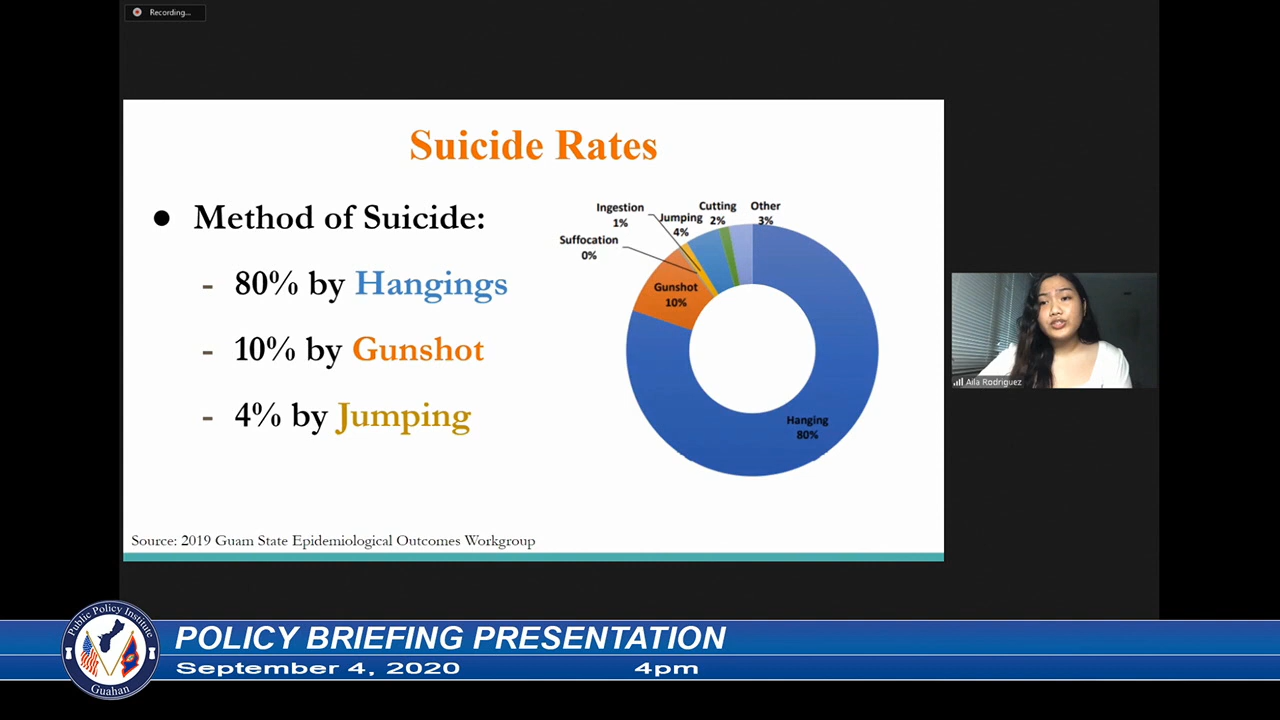 Recording...
Suicide Rates
● Method of Suicide:
- 80% by Hangings
- 10% by Gunshot
- 4% by Jumping
Ingestion
1%
Jumping
4%
Cutting
2%
Other
3%
Suffocation
0%
Gunshot
10%
Hanging
80%
Source: 2019 Guam State Epidemiological Outcomes Workgroup
Aila Rodriguez
Public Policy Institute
Guahan
POLICY BRIEFING PRESENTATION
September 4, 2020 4pm